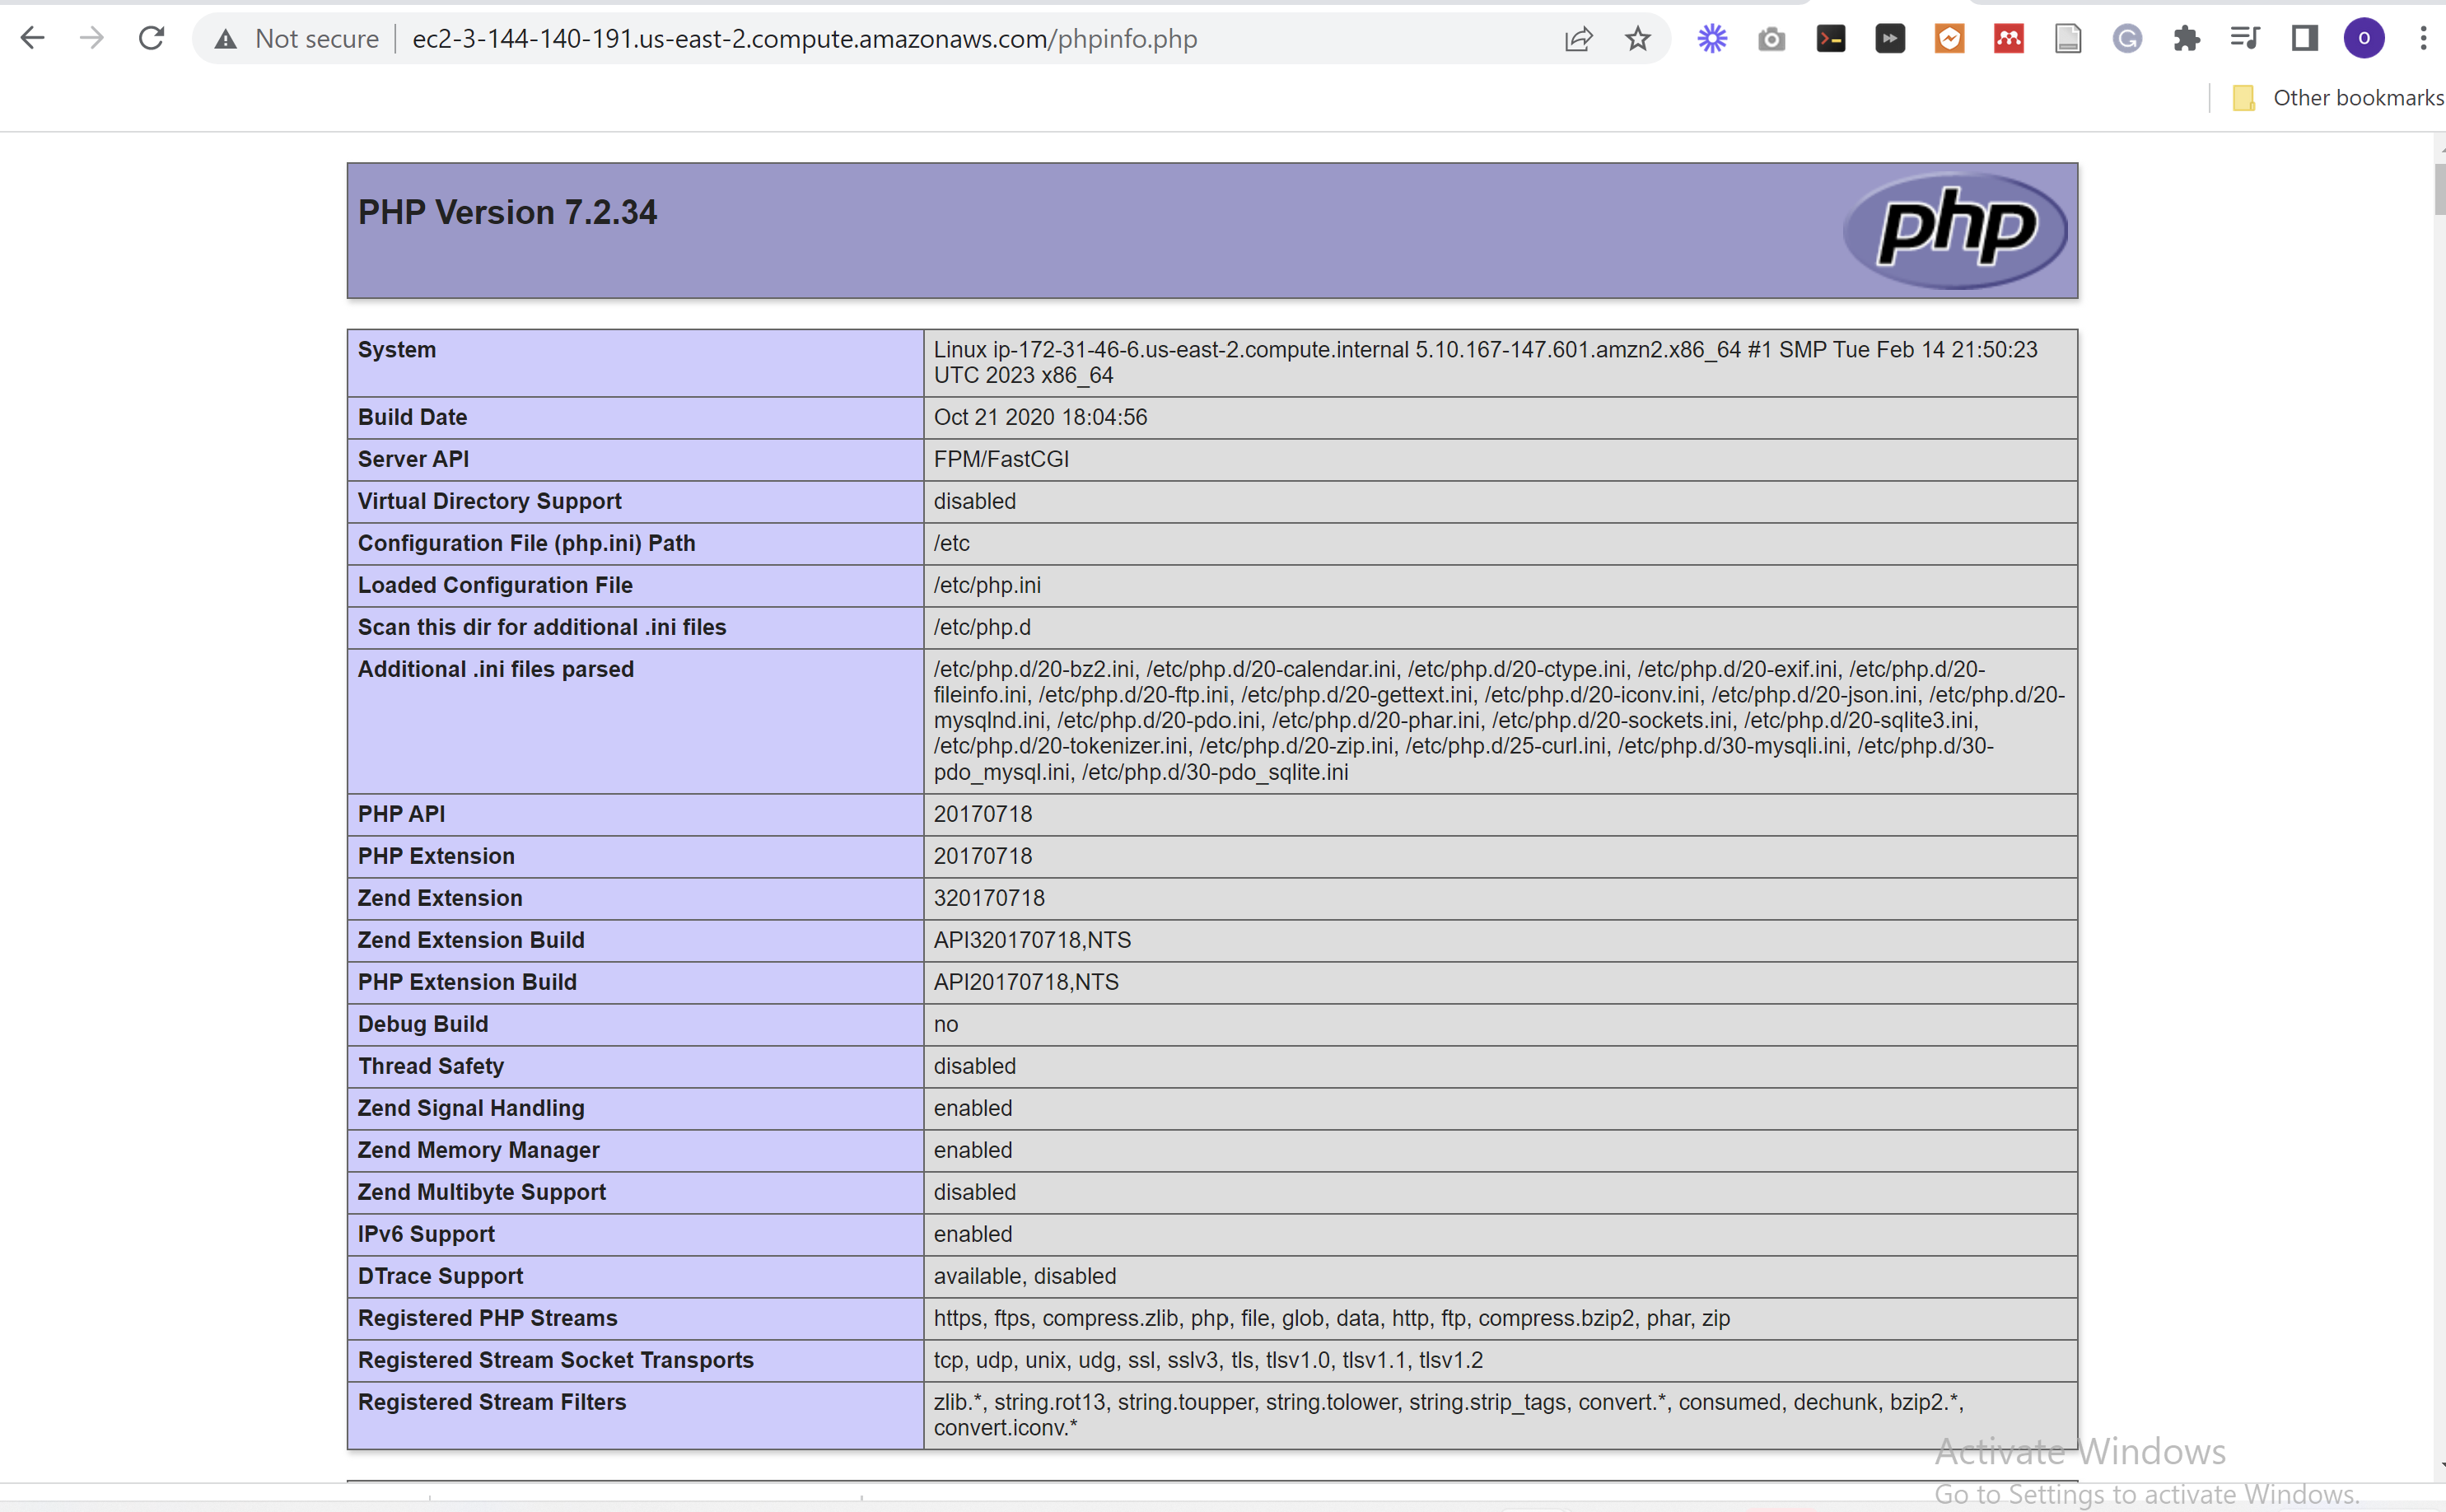 Not secure ec2-3-144-140-191.us-east-2.compute.amazonaws.com/phpinfo.php
O
Other bookmarks
PHP Version 7.2.34
php
System Linux ip-172-31-46-6.us-east-2.compute.internal 5.10.167-147.601.amzn2.x86_64 #1 SMP Tue Feb 14 21:50:23
UTC 2023 x86_64
Build Date Oct 21 2020 18:04:56
Server API FPM/FastCGI
Virtual Directory Support disabled
Configuration File (php.ini) Path /etc
Loaded Configuration File /etc/php.ini
Scan this dir for additional .ini files /etc/php.d
Additional .ini files parsed /etc/php.d/20-bz2.ini, /etc/php.d/20-calendar.ini, /etc/php.d/20-ctype.ini, /etc/php.d/20-exif.ini, /etc/php.d/20-
fileinfo.ini, /etc/php.d/20-ftp.ini, /etc/php.d/20-gettext.ini, /etc/php.d/20-iconv.ini, /etc/php.d/20-json.ini, /etc/php.d/20-
mysqlnd.ini, /etc/php.d/20-pdo.ini, /etc/php.d/20-phar.ini, /etc/php.d/20-sockets.ini, /etc/php.d/20-sqlite3.ini,
/etc/php.d/20-tokenizer.ini, /etc/php.d/20-zip.ini, /etc/php.d/25-curl.ini, /etc/php.d/30-mysqli.ini, /etc/php.d/30-
pdo_mysql.ini, /etc/php.d/30-pdo_sqlite.ini
PHP API 20170718
PHP Extension 20170718
Zend Extension 320170718
Zend Extension Build API320170718,NTS
PHP Extension Build API20170718,NTS
Debug Build no
Thread Safety disabled
Zend Signal Handling enabled
Zend Memory Manager enabled
Zend Multibyte Support disabled
IPv6 Support enabled
DTrace Support available, disabled
Registered PHP Streams https, ftps, compress.zlib, php, file, glob, data, http, ftp, compress.bzip2, phar, zip
Registered Stream Socket Transports tcp, udp, unix, udg, ssl, sslv3, tls, tlsv1.0, tlsv1.1, tlsv1.2
Registered Stream Filters zlib.*, string.rot13, string.toupper, string.tolower, string.strip_tags, convert.*, consumed, dechunk, bzip2.*,
convert.iconv.*
Activate Windows
Go to Settings to activate Windows.